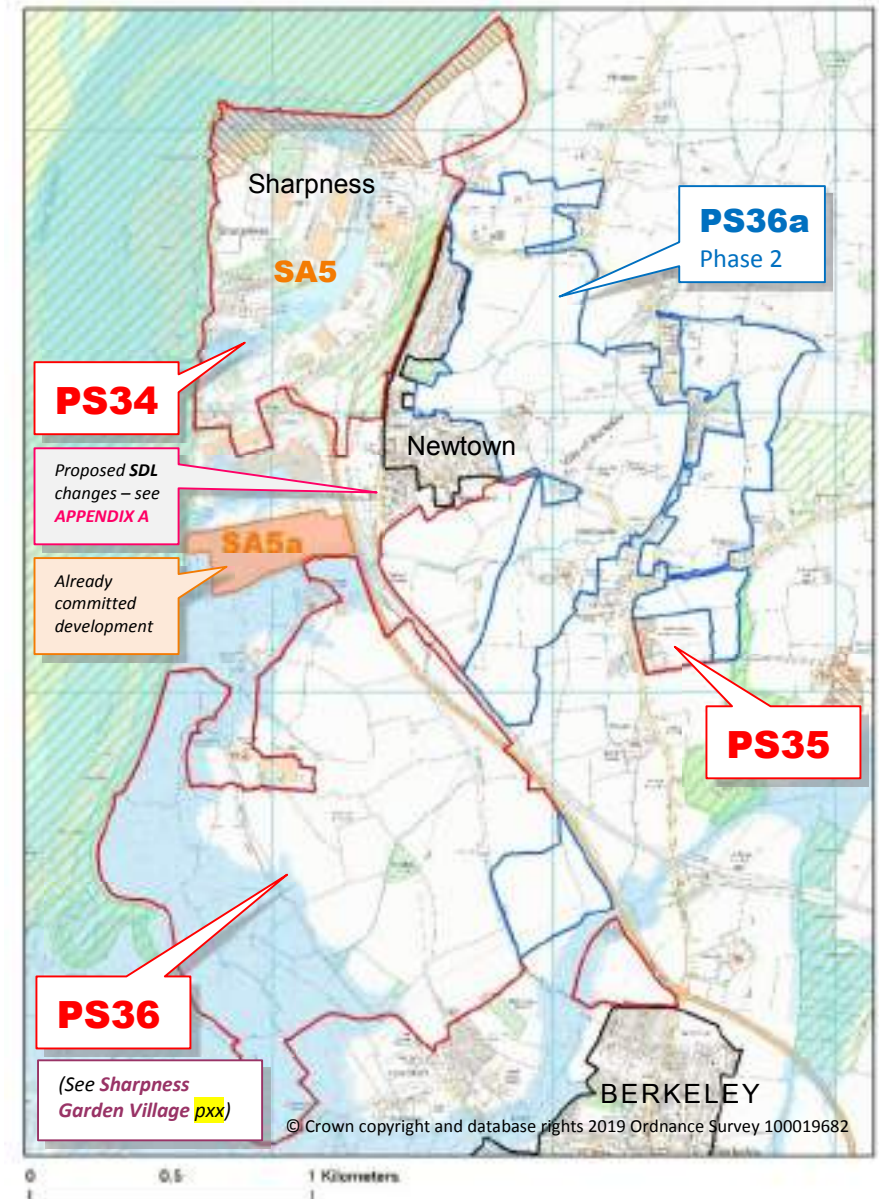 Sharpness
SA5
PS36a
Phase 2
PS34
Newtown
Proposed SDL
changes – see
APPENDIX A
SA5a
Already
committed
development
PS35
PS36
(See Sharpness
Garden Village pxx)
BERKELEY
© Crown copyright and database rights 2019 Ordnance Survey 100019682
0 0.5 1 Kilometers